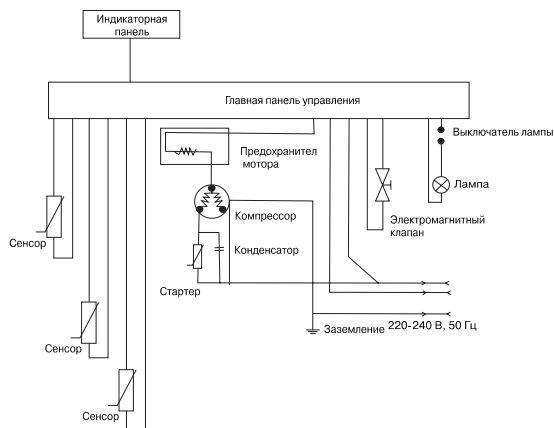 Индикаторная
панель
Главная панель управления
Выключатель лампы
Предохранител
мотора
Лампа
Компрессор
Электромагнитный
клапан
Сенсор
Конденсатор
Стартер
Заземление 220-240 В, 50 Гц
Сенсор
Сенсор